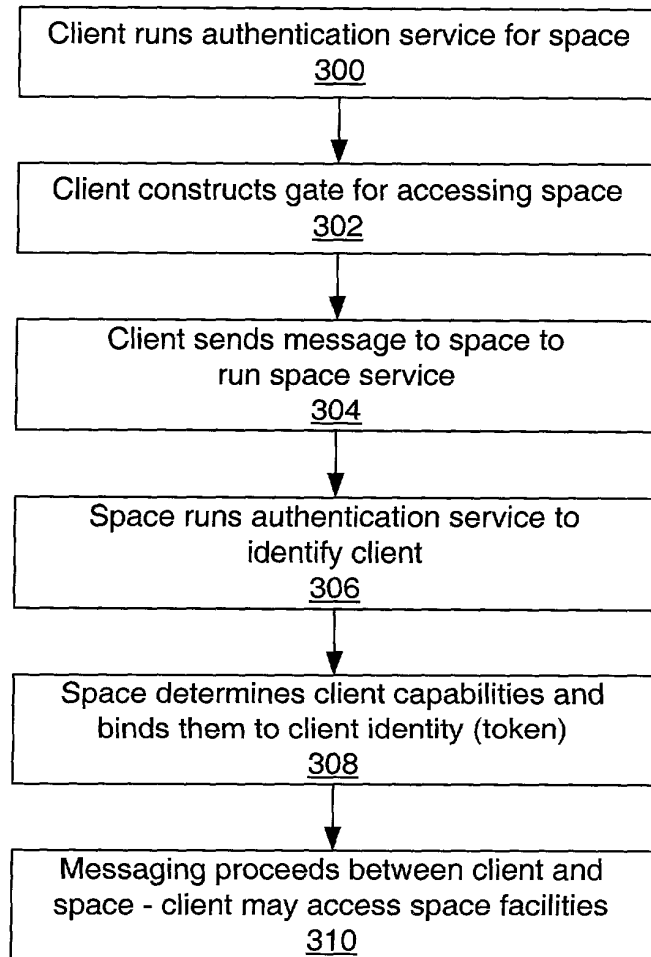 Client runs authentication service for space
300
Client constructs gate for accessing space
302
Client sends message to space to
run space service
304
Space runs authentication service to
identify client
306
Space determines client capabilities and
binds them to client identity (token)
308
Messaging proceeds between client and
space - client may access space facilities
310